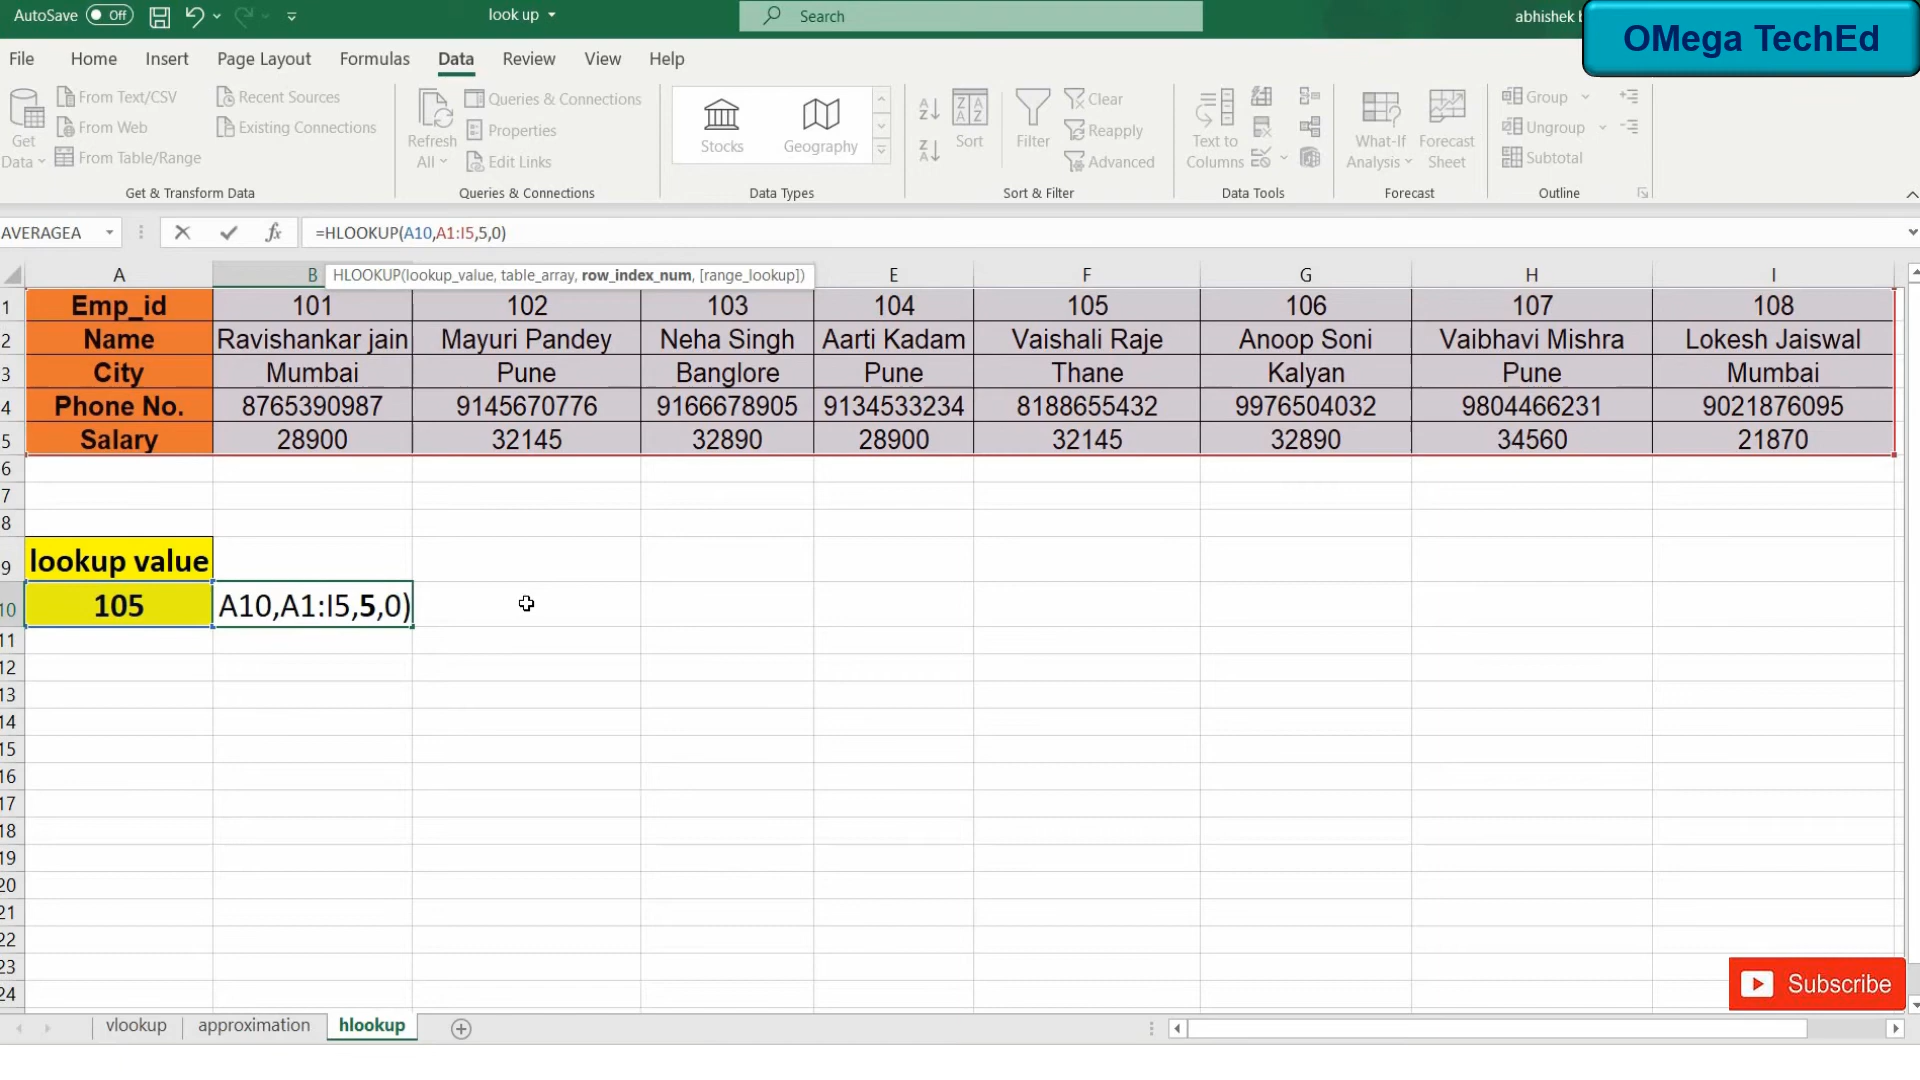 AutoSave Off look up Search abhishek b
OMega TechEd
File Home Insert Page Layout Formulas Data Review View Help
Get Data
From Text/CSV
From Web
From Table/Range
Recent Sources
Existing Connections
Get & Transform Data
Refresh All
Queries & Connections
Properties
Edit Links
Queries & Connections
Stocks Geography
Data Types
Sort
Filter
Clear
Reapply
Advanced
Sort & Filter
Text to Columns
Data Tools
What-If Analysis
Forecast Sheet
Forecast
Group
Ungroup
Subtotal
Outline
AVERAGEA fx =HLOOKUP(A10,A1:I5,5,0)
HLOOKUP(lookup_value, table_array, row_index_num, [range_lookup])
A B E F G H I
1 Emp_id 101 102 103 104 105 106 107 108
2 Name Ravishankar jain Mayuri Pandey Neha Singh Aarti Kadam Vaishali Raje Anoop Soni Vaibhavi Mishra Lokesh Jaiswal
3 City Mumbai Pune Banglore Pune Thane Kalyan Pune Mumbai
4 Phone No. 8765390987 9145670776 9166678905 9134533234 8188655432 9976504032 9804466231 9021876095
5 Salary 28900 32145 32890 28900 32145 32890 34560 21870
6
7
8
9 lookup value
10 105 A10,A1:I5,5,0)
11
12
13
14
15
16
17
18
19
20
21
22
23
24
Subscribe
vlookup approximation hlookup